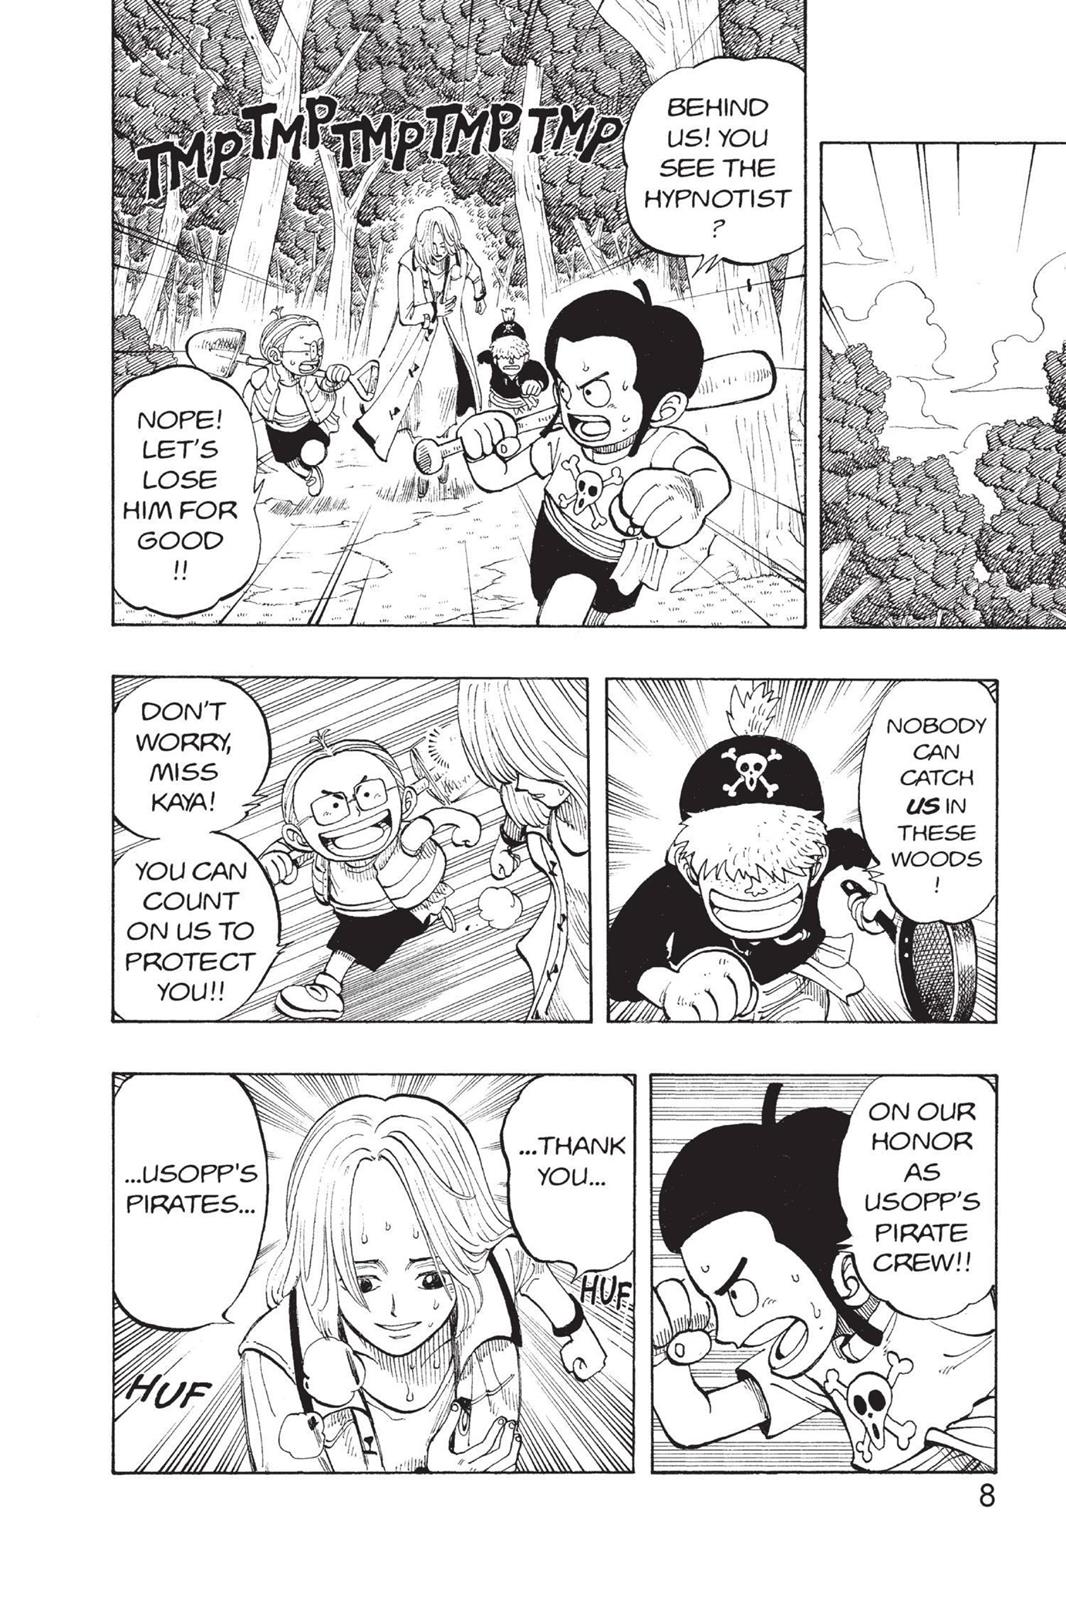 BEHIND
US! YOU
SEE THE
HYPNOTIST
?
TMP TMP TMP TMP TMP
NOPE!
LET'S
LOSE
HIM FOR
GOOD
!!
NOBODY
CAN
CATCH
US IN
THESE
WOODS
!
DON'T
WORRY,
MISS
KAYA!
YOU CAN
COUNT
ON US TO
PROTECT
YOU!!
ON OUR
HONOR
AS
USOPP'S
PIRATE
CREW!!
...THANK
YOU...
HUF
...USOPP'S
PIRATES...
HUF
8